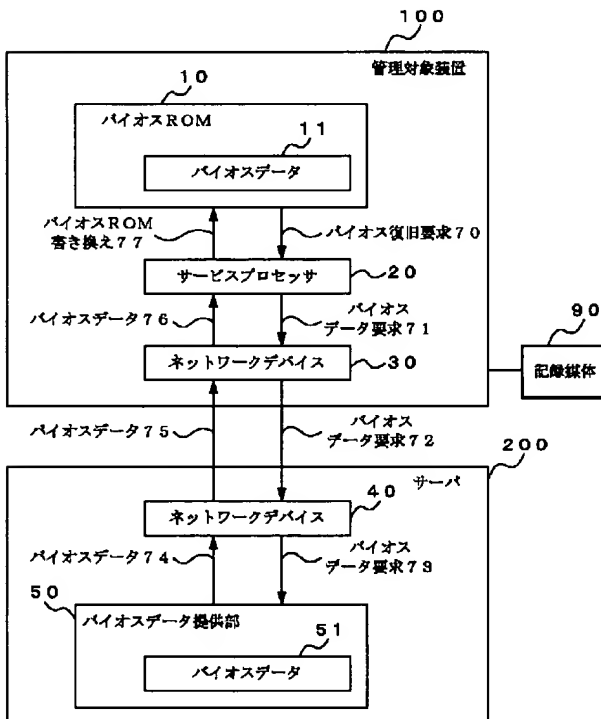 100
管理対象装置
10
バイオスROM
11
バイオスデータ
バイオスROM
書き換え77
バイオス復旧要求70
サービスプロセッサ
20
バイオスデータ76
バイオス
データ要求71
ネットワークデバイス
30
90
記録媒体
バイオスデータ75
バイオス
データ要求72
200
サーバ
ネットワークデバイス
40
バイオスデータ74
バイオス
データ要求73
50
バイオスデータ提供部
51
バイオスデータ